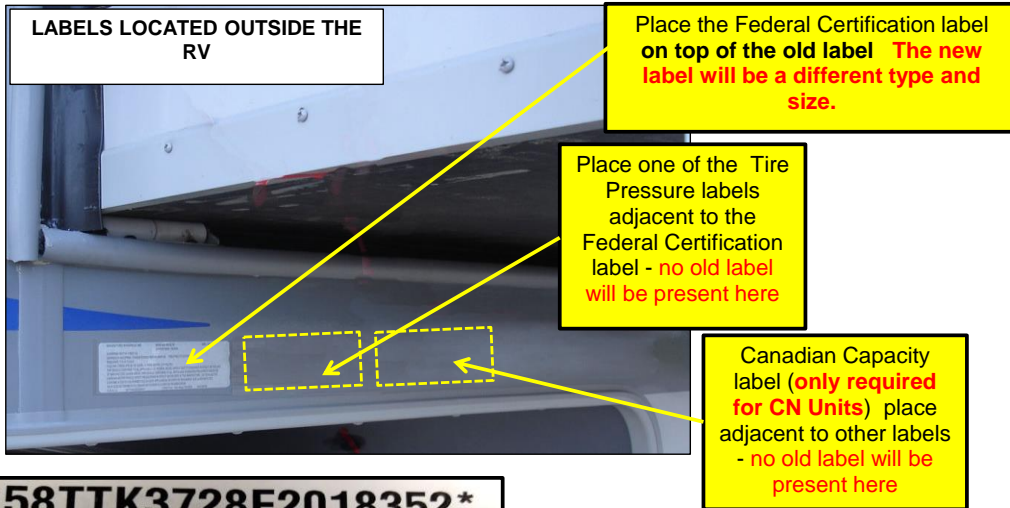 LABELS LOCATED OUTSIDE THE
RV
Place the Federal Certification label
on top of the old label The new
label will be a different type and
size.
Place one of the Tire
Pressure labels
adjacent to the
Federal Certification
label - no old label
will be present here
Canadian Capacity
label (only required
for CN Units) place
adjacent to other labels
- no old label will be
present here
58TTK3728F2018352*